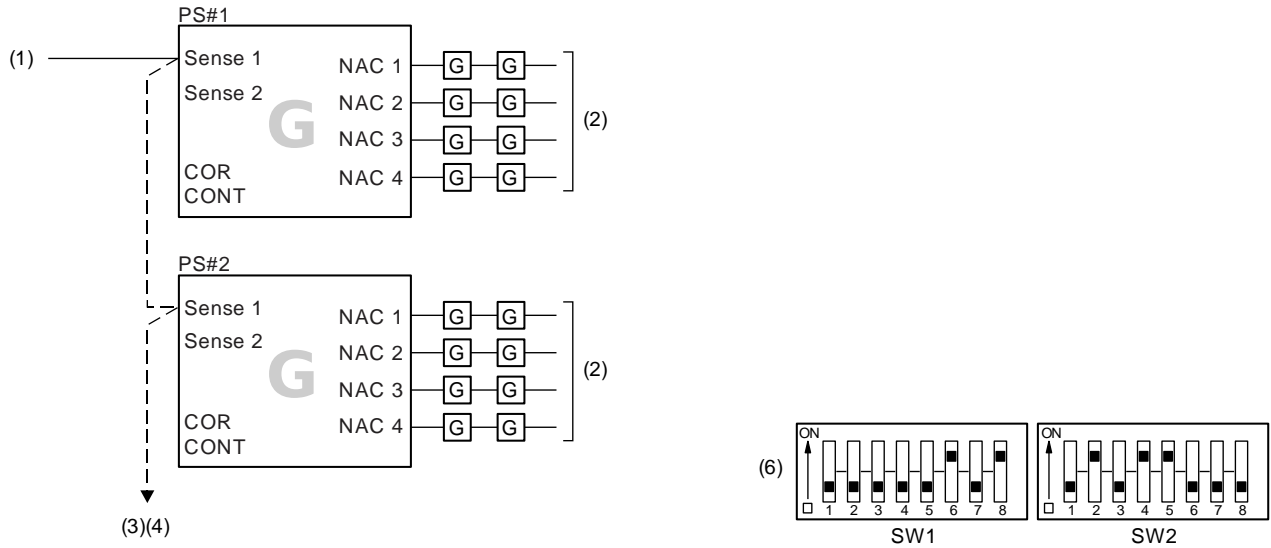 PS#1
(1)
Sense 1
NAC 1 G G
Sense 2
NAC 2 G G
G
(2)
NAC 3 G G
COR
NAC 4 G G
CONT
PS#2
Sense 1
NAC 1 G G
Sense 2
NAC 2 G G
G
(2)
NAC 3 G G
COR
NAC 4 G G
CONT
(3)(4)
(6)
ON
1 2 3 4 5 6 7 8
SW1
ON
1 2 3 4 5 6 7 8
SW2